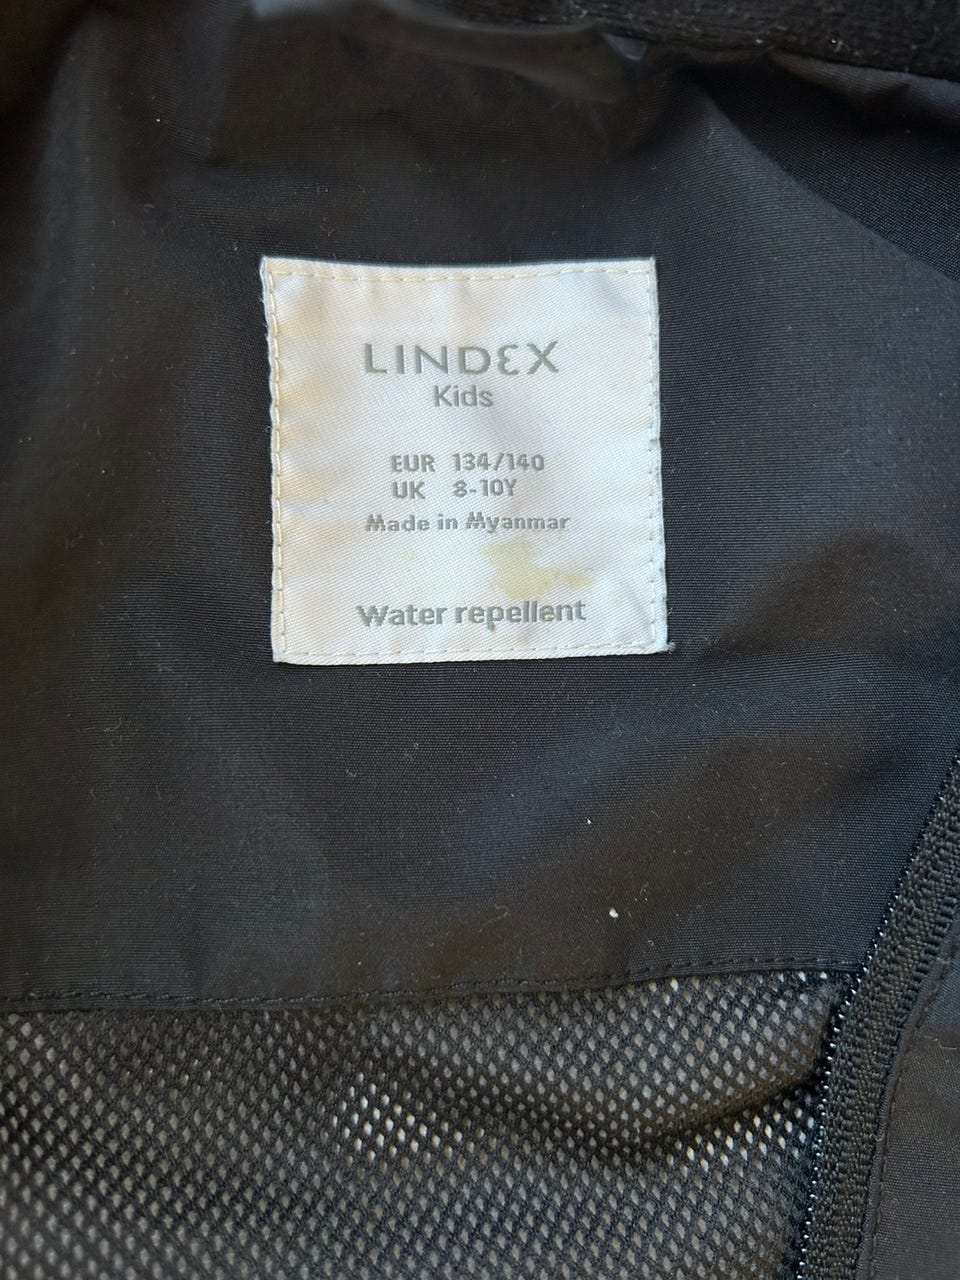 LINDEX
Kids
EUR 134/140
UK 8-10Y
Made in Myanmar
Water repellent